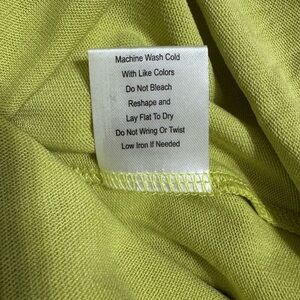 Machine Wash Cold
With Like Colors
Do Not Bleach
Reshape and
Lay Flat To Dry
Do Not Wring Or Twist
Low Iron If Needed